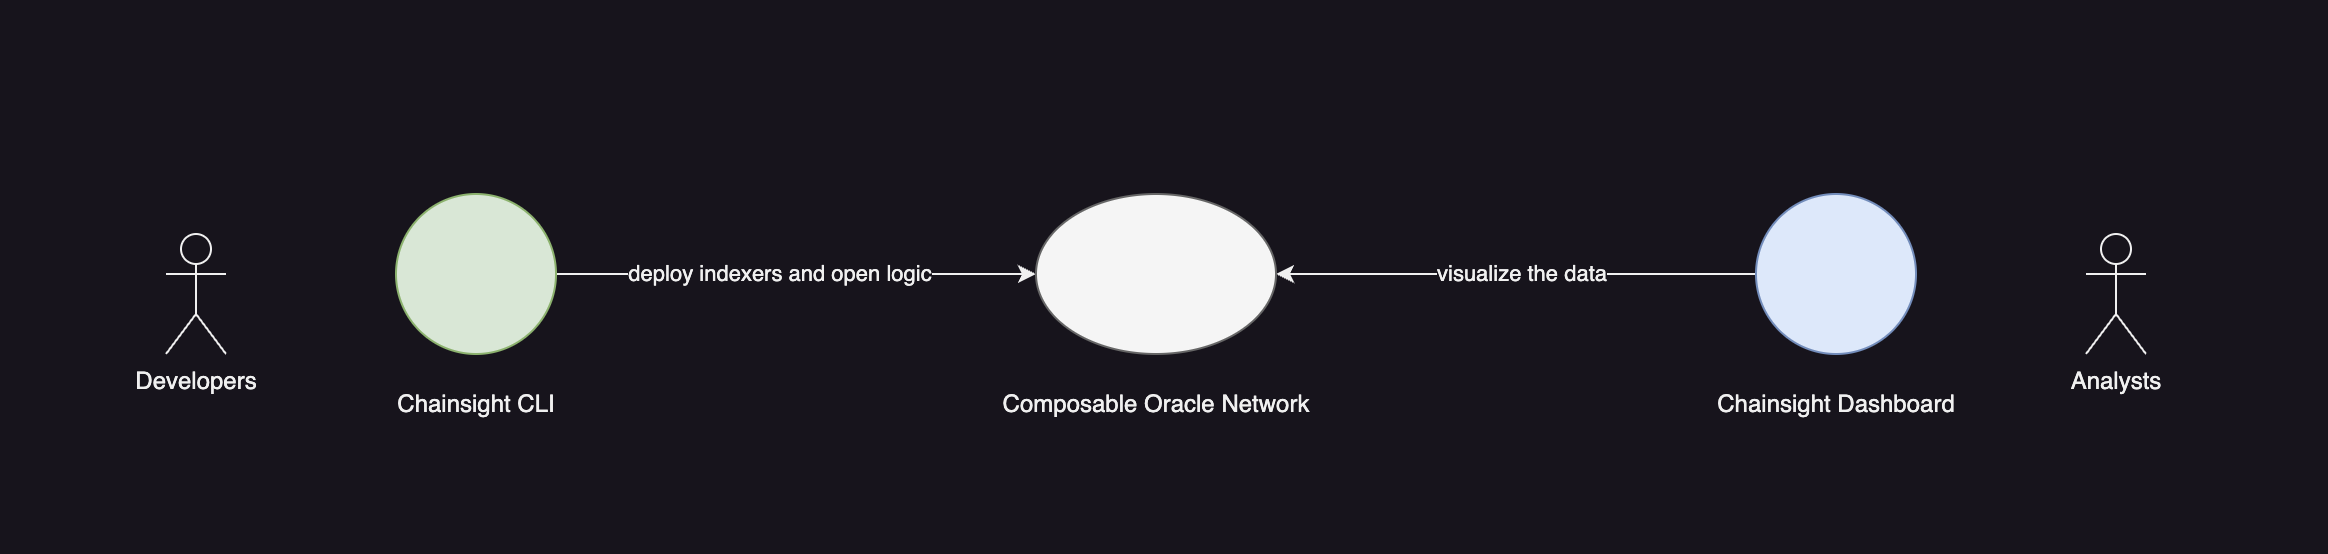 Developers
Chainsight CLI
deploy indexers and open logic
Composable Oracle Network
visualize the data
Chainsight Dashboard
Analysts